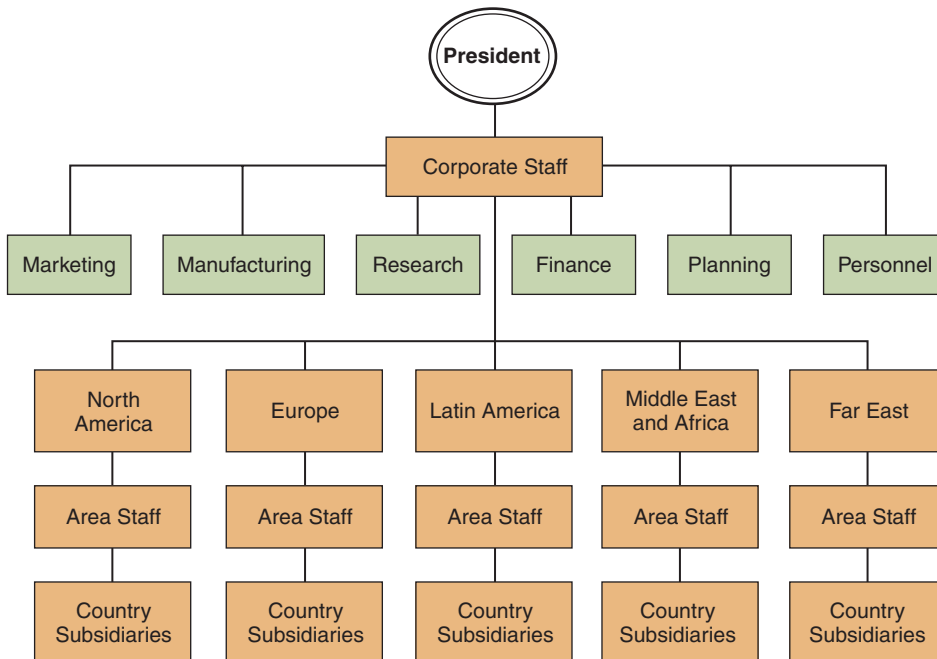 President
Corporate Staff
Marketing
Manufacturing
Research
Finance
Planning
Personnel
North
America
Europe
Latin America
Middle East
and Africa
Far East
Area Staff
Area Staff
Area Staff
Area Staff
Area Staff
Country
Subsidiaries
Country
Subsidiaries
Country
Subsidiaries
Country
Subsidiaries
Country
Subsidiaries